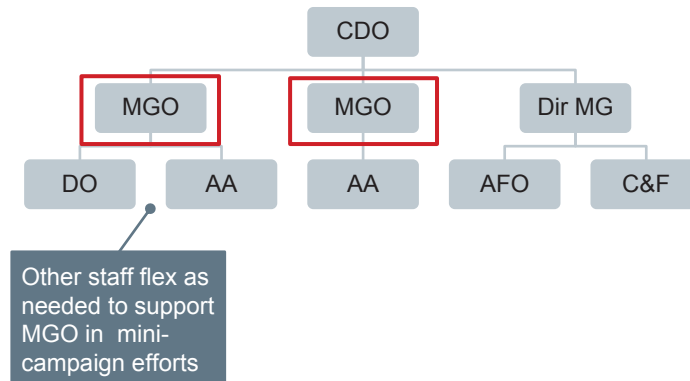 CDO
MGO
MGO
Dir MG
DO
AA
AA
AFO
C&F
Other staff flex as
needed to support
MGO in mini-
campaign efforts